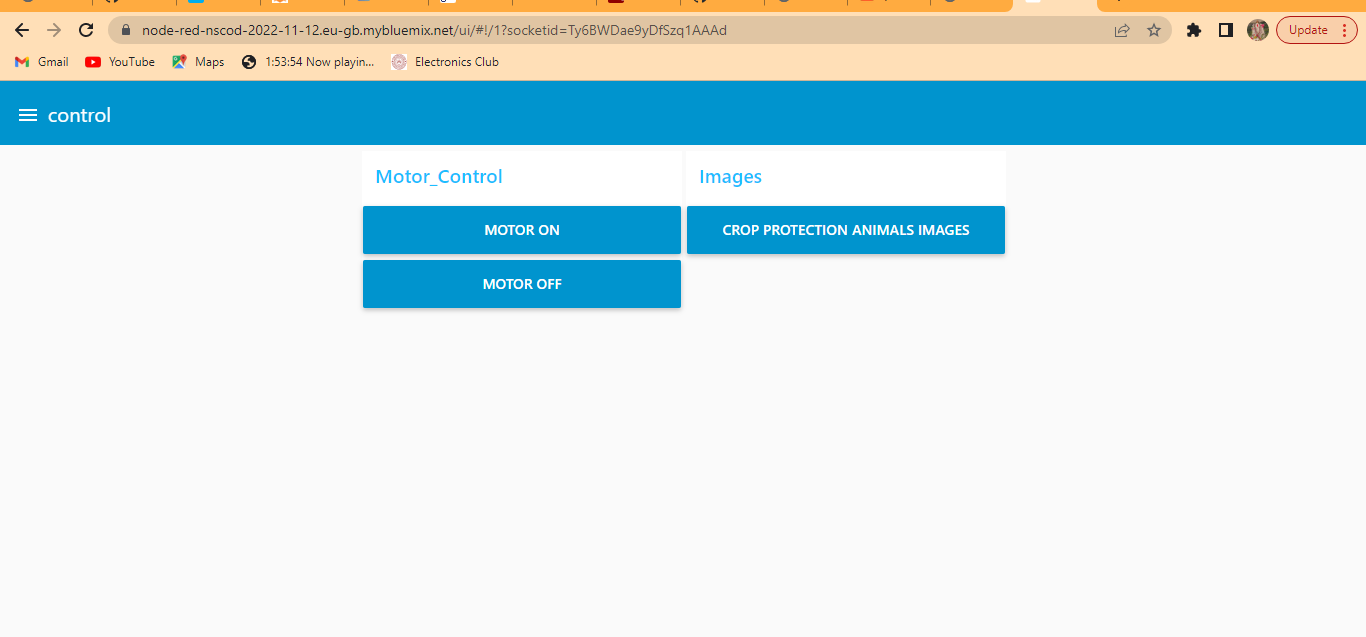 node-red-nscod-2022-11-12.eu-gb.mybluemix.net/ui/#!/1?socketid=Ty6BWDae9yDfSzq1AAAd
Update
Gmail YouTube Maps 1:53:54 Now playin... Electronics Club
control
Motor_Control
MOTOR ON
MOTOR OFF
Images
CROP PROTECTION ANIMALS IMAGES